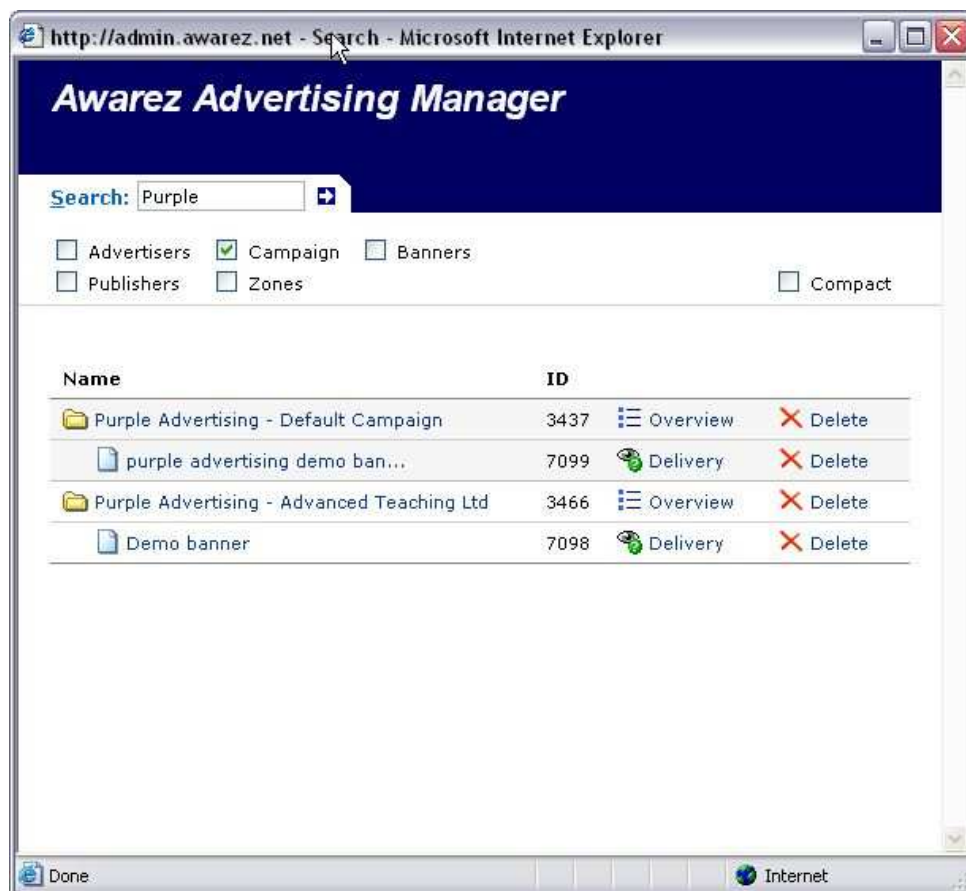 http://admin.awarez.net - Search - Microsoft Internet Explorer
Awarez Advertising Manager
Search: Purple
Advertisers Campaign Banners
Publishers Zones Compact
Name ID
Purple Advertising - Default Campaign 3437 Overview Delete
purple advertising demo ban... 7099 Delivery Delete
Purple Advertising - Advanced Teaching Ltd 3466 Overview Delete
Demo banner 7098 Delivery Delete
Done Internet